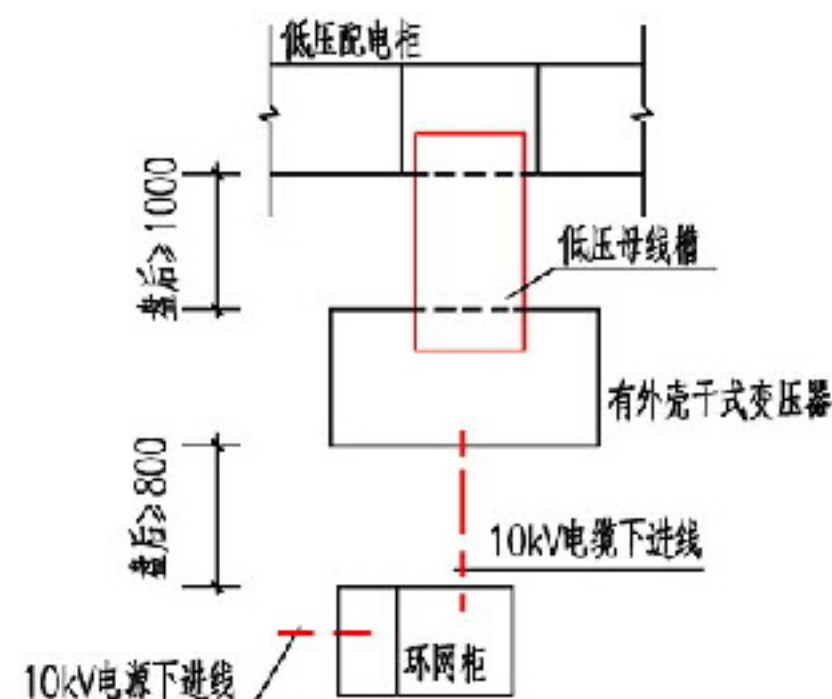 低压配电柜
盘后≥1000
低压母线槽
有外壳干式变压器
盘后≥800
10kV电缆下进线
环网柜
10kV电源下进线